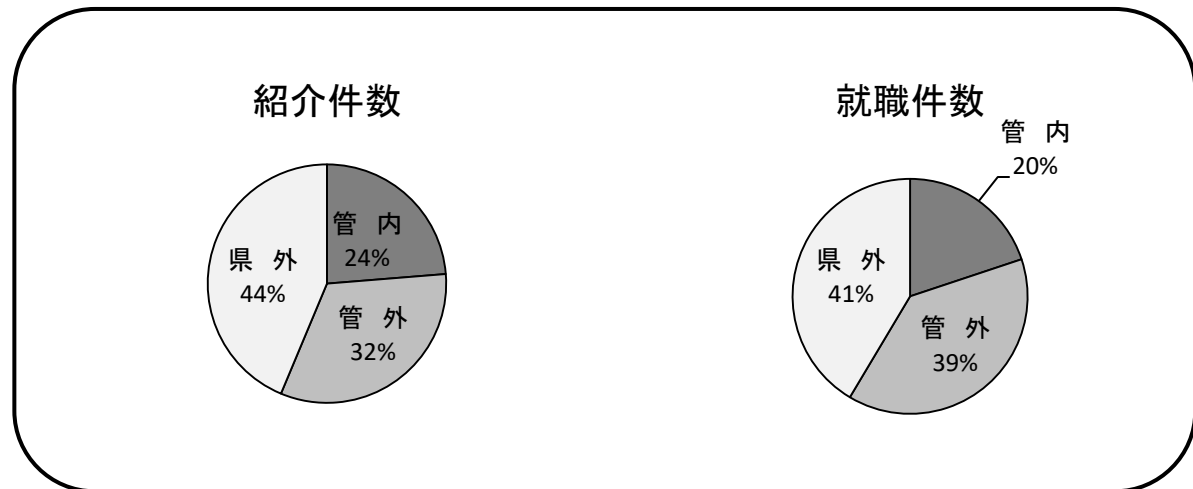 紹介件数
管 内
24%
県 外
44%
管 外
32%
就職件数
管 内
20%
県 外
41%
管 外
39%